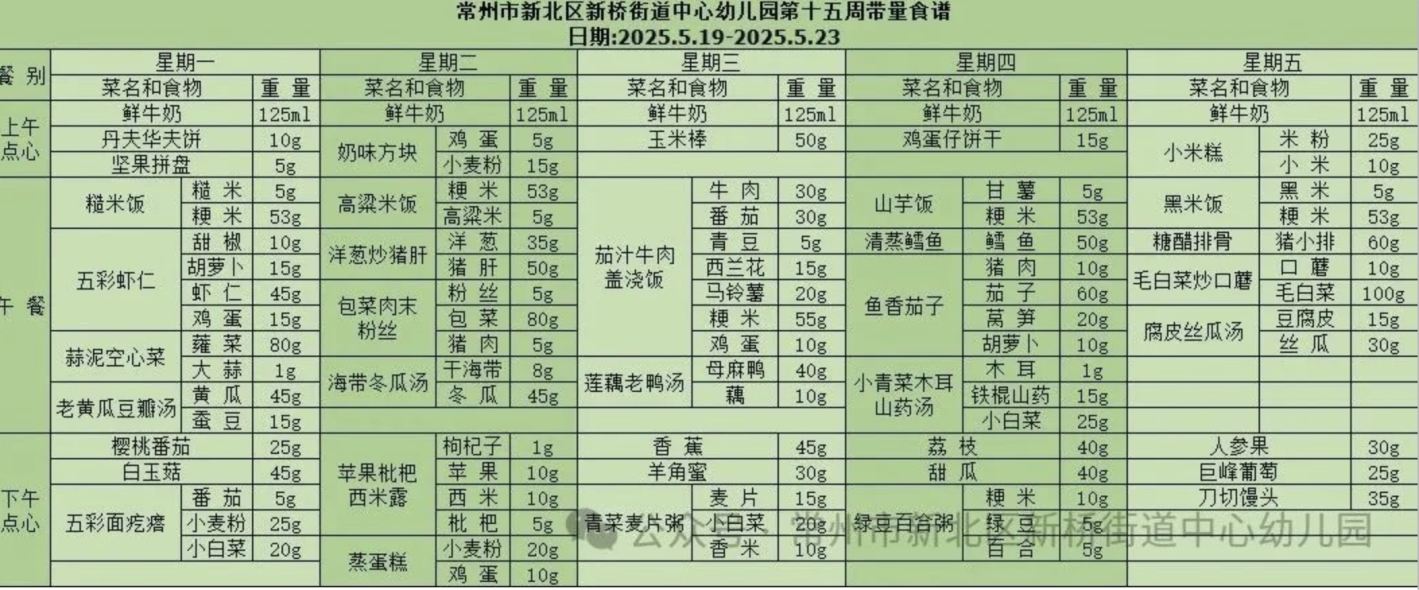 常州市新北区新桥街道中心幼儿园第十五周带量食谱
日期:2025.5.19-2025.5.23
餐 别 星期一 星期二 星期三 星期四 星期五
菜名和食物 重 量 菜名和食物 重 量 菜名和食物 重 量 菜名和食物 重 量 菜名和食物 重 量
上午点心 鲜牛奶 125ml 鲜牛奶 125ml 鲜牛奶 125ml 鲜牛奶 125ml 鲜牛奶 125ml
丹夫华夫饼 10g 奶味方块 鸡 蛋 5g 玉米棒 50g 鸡蛋仔饼干 15g 小米糕 米 粉 25g
坚果拼盘 5g 小麦粉 15g 小 米 10g
午 餐 糙米饭 糙 米 5g 高粱米饭 粳 米 53g 茄汁牛肉盖浇饭 牛 肉 30g 山芋饭 甘 薯 5g 黑米饭 黑 米 5g
粳 米 53g 高粱米 5g 番 茄 30g 粳 米 53g 粳 米 53g
五彩虾仁 甜 椒 10g 洋葱炒猪肝 洋 葱 35g 青 豆 5g 清蒸鳕鱼 鳕 鱼 50g 糖醋排骨 猪小排 60g
胡萝卜 15g 猪 肝 50g 西兰花 15g 鱼香茄子 猪 肉 10g 毛白菜炒口蘑 口 蘑 10g
虾 仁 45g 包菜肉末粉丝 粉 丝 5g 马铃薯 20g 茄 子 60g 毛白菜 100g
鸡 蛋 15g 包 菜 80g 粳 米 55g 莴 笋 20g 腐皮丝瓜汤 豆腐皮 15g
蒜泥空心菜 蕹 菜 80g 猪 肉 5g 鸡 蛋 10g 胡萝卜 10g 丝 瓜 30g
大 蒜 1g 海带冬瓜汤 干海带 8g 莲藕老鸭汤 母麻鸭 40g 小青菜木耳山药汤 木 耳 1g
老黄瓜豆瓣汤 黄 瓜 45g 冬 瓜 45g 藕 10g 铁棍山药 15g
蚕 豆 15g 小白菜 25g
下午点心 樱桃番茄 25g 苹果枇杷西米露 枸杞子 1g 香 蕉 45g 荔 枝 40g 人参果 30g
白玉菇 45g 苹 果 10g 羊角蜜 30g 甜 瓜 40g 巨峰葡萄 25g
五彩面疙瘩 番 茄 5g 西 米 10g 青菜麦片粥 麦 片 15g 绿豆百合粥 粳 米 10g 刀切馒头 35g
小麦粉 25g 枇 杷 5g 小白菜 20g 绿 豆 5g
小白菜 20g 蒸蛋糕 小麦粉 20g 香 米 10g 百 合 5g
鸡 蛋 10g
公众号·常州市新北区新桥街道中心幼儿园